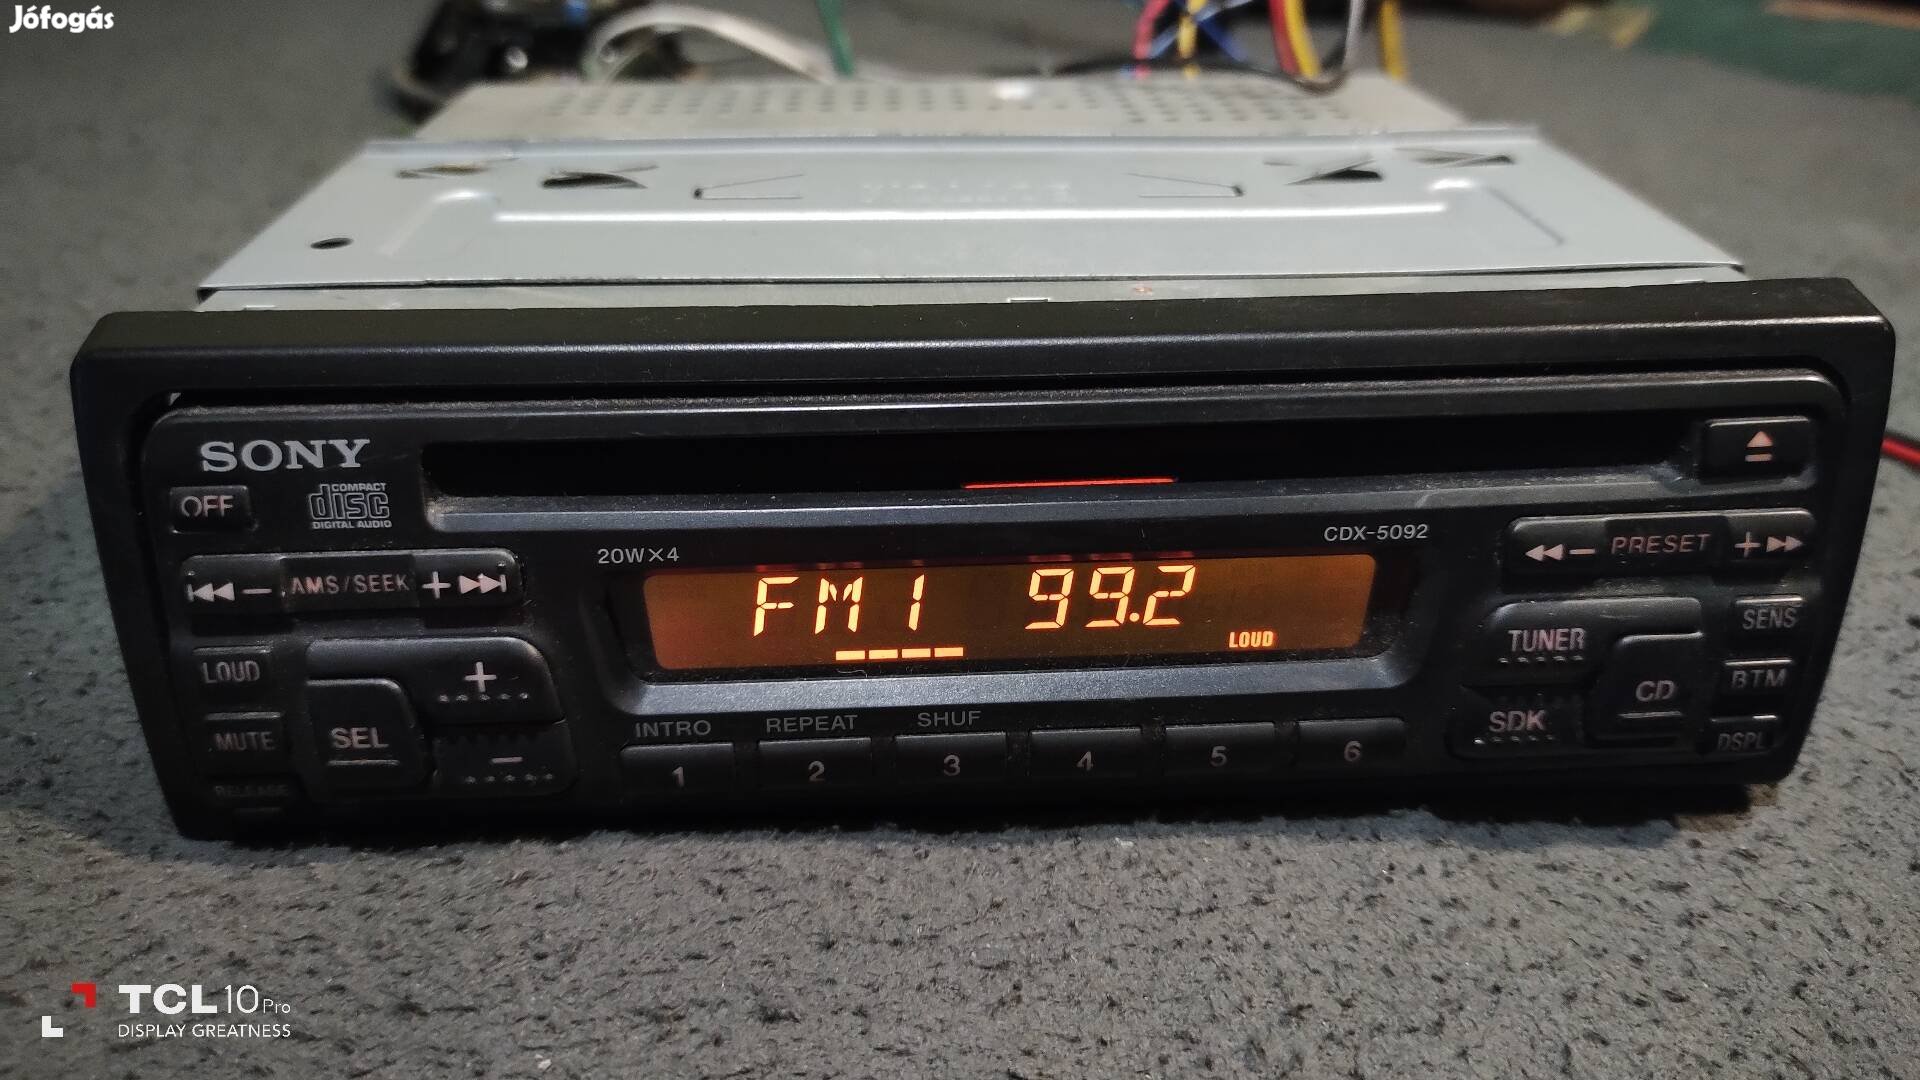 Jófogás
SONY
OFF
COMPACT
disc
DIGITAL AUDIO
20W×4
CDX-5092
PRESET
AMS/SEEK
FM1 99.2
LOUD
SENS
TUNER
LOUD
SEL
CD
BTM
SDK
MUTE
DSPL
INTRO REPEAT SHUF
1 2 3 4 5 6
RELEASE
TCL10 Pro
DISPLAY GREATNESS